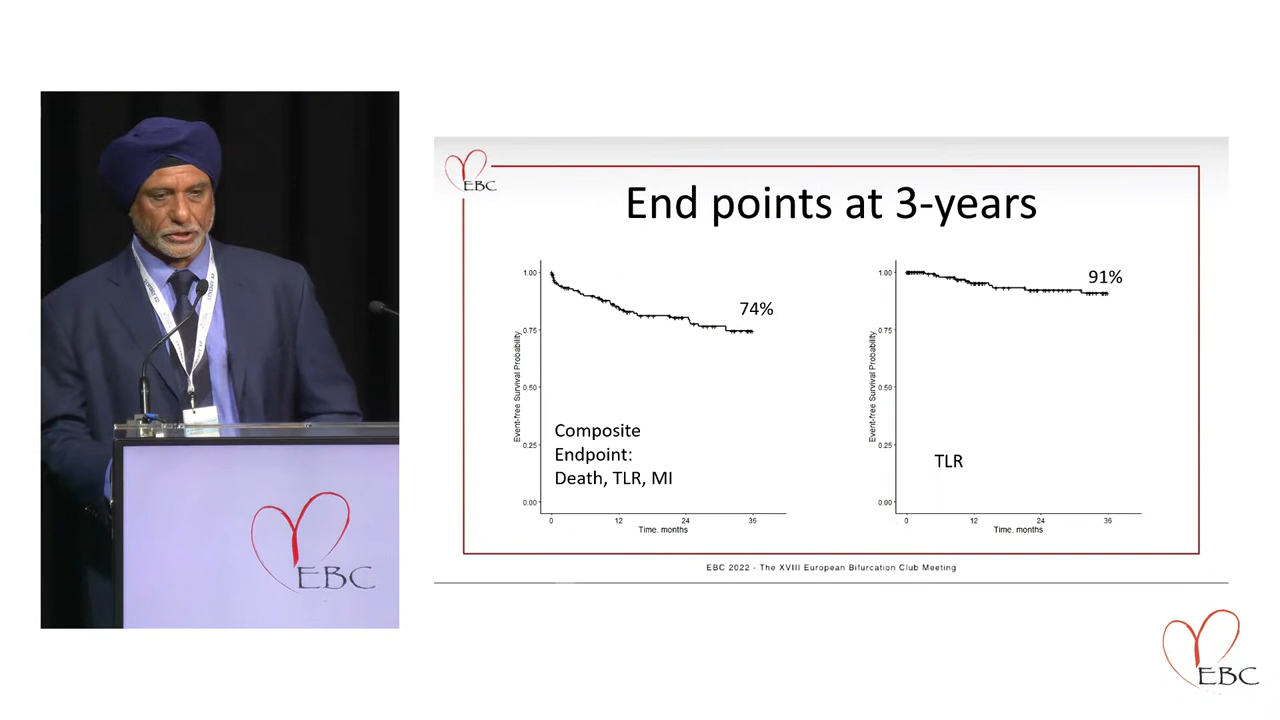 EBC
End points at 3-years
Event-free Survival Probability
1.00
0.75
0.50
0.25
0.00
74%
Composite
Endpoint:
Death, TLR, MI
0 12 24 36
Time, months
Event-free Survival Probability
1.00
0.75
0.50
0.25
0.00
91%
TLR
0 12 24 36
Time, months
EBC 2022 - The XVIII European Bifurcation Club Meeting
EBC
EBC